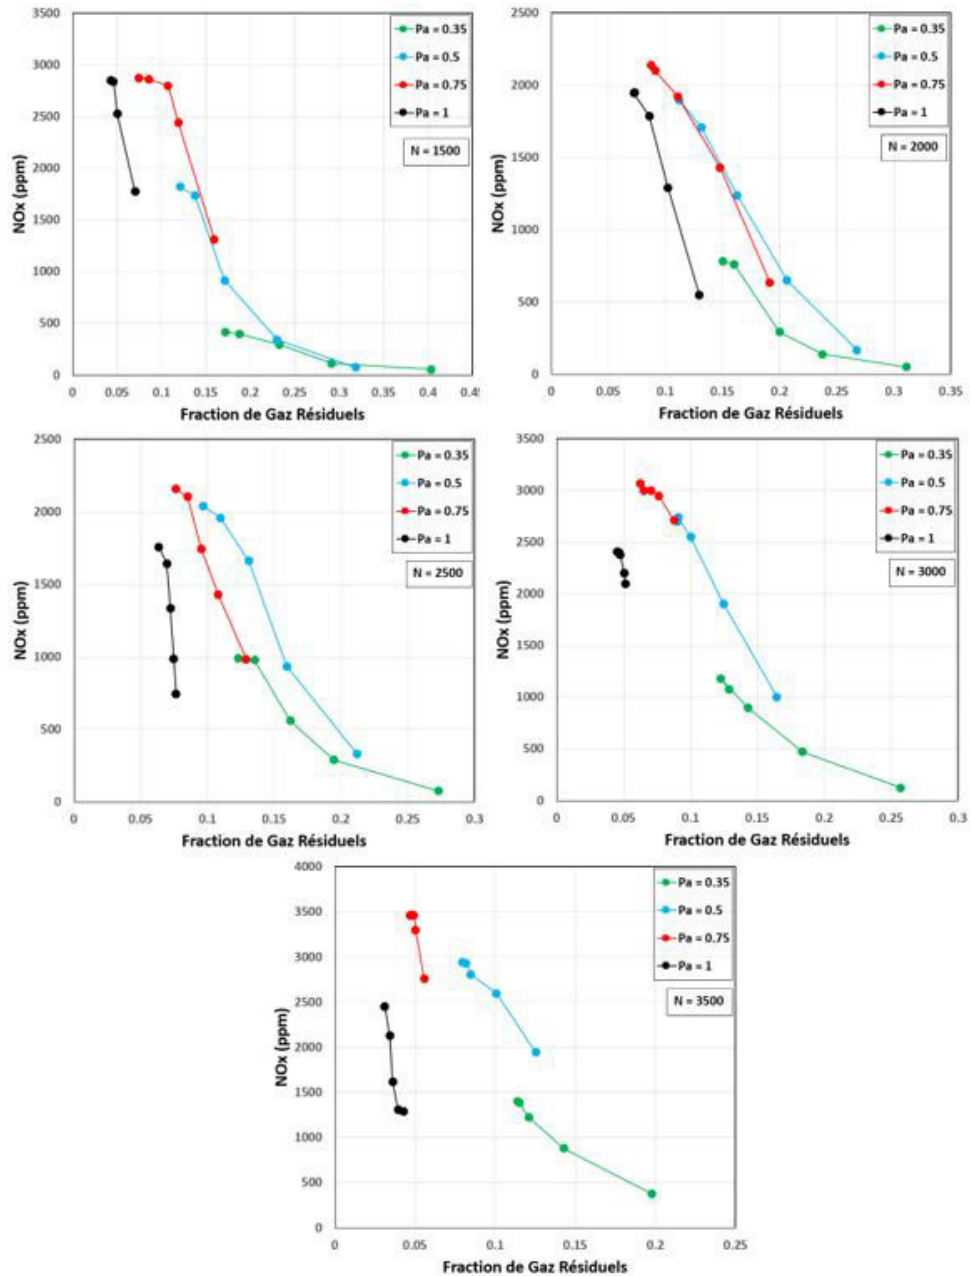 3500
3000
2500
2000
1500
1000
500
0
NOx (ppm)
0 0.05 0.1 0.15 0.2 0.25 0.3 0.35 0.4 0.45
Fraction de Gaz Résiduels
Pa = 0.35
Pa = 0.5
Pa = 0.75
Pa = 1
N = 1500
2500
2000
1500
1000
500
0
NOx (ppm)
0 0.05 0.1 0.15 0.2 0.25 0.3 0.35
Fraction de Gaz Résiduels
Pa = 0.35
Pa = 0.5
Pa = 0.75
Pa = 1
N = 2000
2500
2000
1500
1000
500
0
NOx (ppm)
0 0.05 0.1 0.15 0.2 0.25 0.3
Fraction de Gaz Résiduels
Pa = 0.35
Pa = 0.5
Pa = 0.75
Pa = 1
N = 2500
3500
3000
2500
2000
1500
1000
500
0
NOx (ppm)
0 0.05 0.1 0.15 0.2 0.25 0.3
Fraction de Gaz Résiduels
Pa = 0.35
Pa = 0.5
Pa = 0.75
Pa = 1
N = 3000
4000
3500
3000
2500
2000
1500
1000
500
0
NOx (ppm)
0 0.05 0.1 0.15 0.2 0.25
Fraction de Gaz Résiduels
Pa = 0.35
Pa = 0.5
Pa = 0.75
Pa = 1
N = 3500